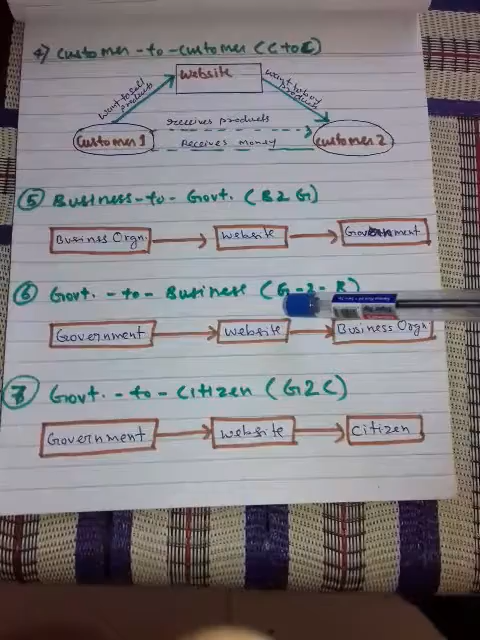 4) Customer-to-Customer (C to C)
Website
Want to sell products
Want to buy products
receives products
Customer 1
Customer 2
Receives money
5 Business-to-Govt. (B2G)
Businss Orgn.
Website
Government
6 Govt.-to-Business (G-2-B)
Government
Website
Business Orgn
7 Govt.-to-Citizen (G2C)
Government
Website
Citizen